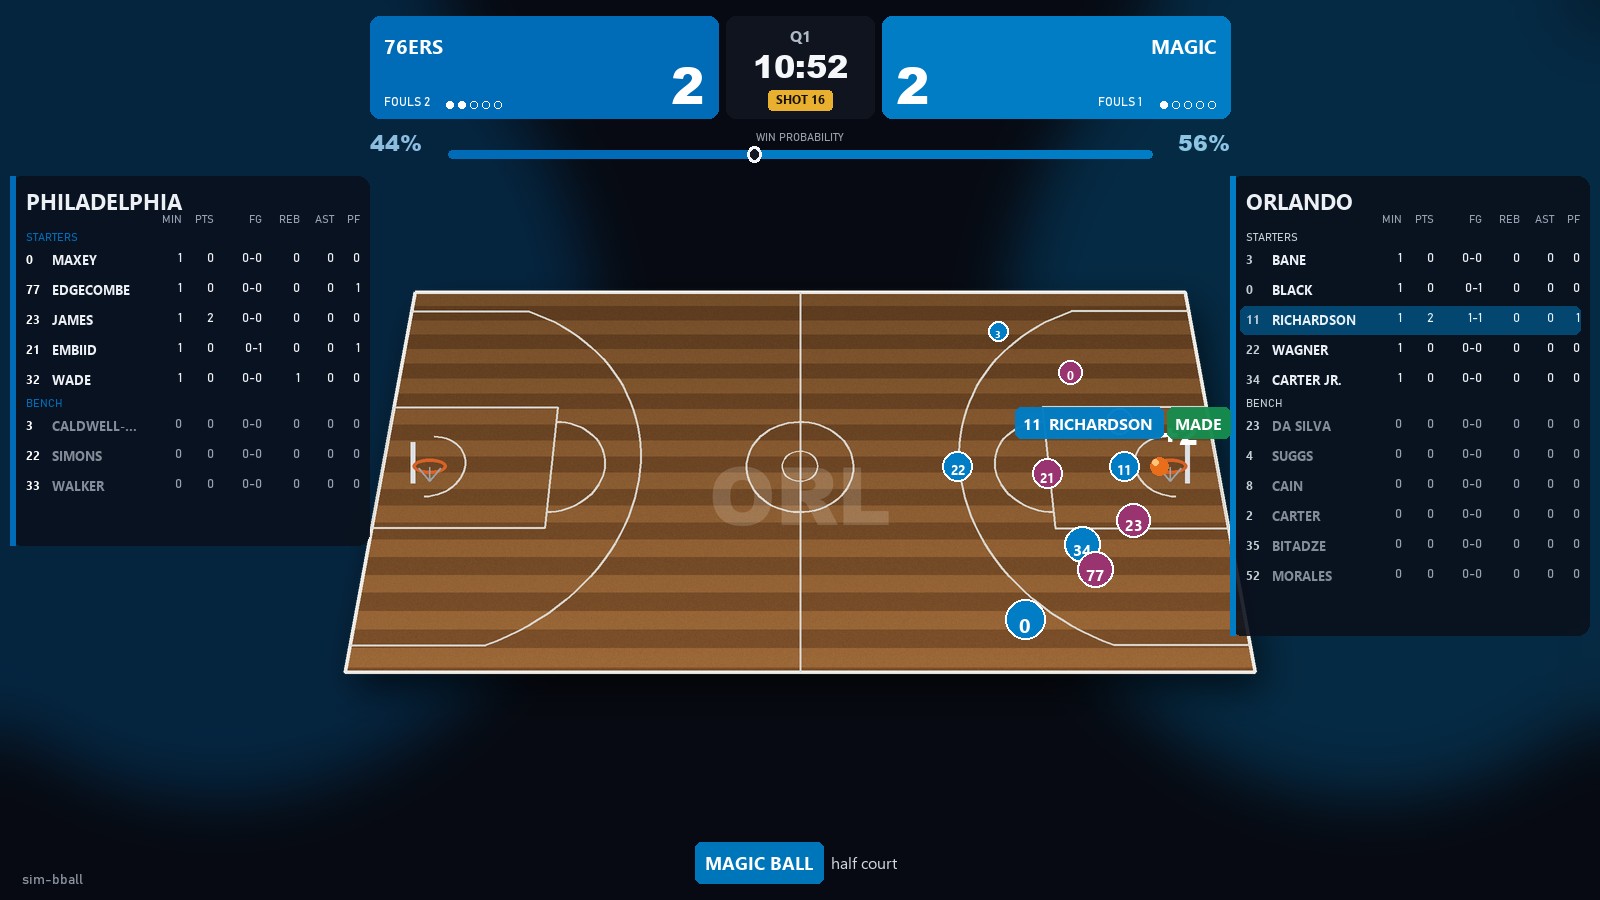 76ERS
2
FOULS 2
Q1
10:52
SHOT 16
MAGIC
2
FOULS 1
44%
WIN PROBABILITY
56%
PHILADELPHIA
MIN PTS FG REB AST PF
STARTERS
0 MAXEY 1 0 0-0 0 0 0
77 EDGECOMBE 1 0 0-0 0 0 1
23 JAMES 1 2 0-0 0 0 0
21 EMBIID 1 0 0-1 0 0 1
32 WADE 1 0 0-0 1 0 0
BENCH
3 CALDWELL-... 0 0 0-0 0 0 0
22 SIMONS 0 0 0-0 0 0 0
33 WALKER 0 0 0-0 0 0 0
ORLANDO
MIN PTS FG REB AST PF
STARTERS
3 BANE 1 0 0-0 0 0 0
0 BLACK 1 0 0-1 0 0 0
11 RICHARDSON 1 2 1-1 0 0 1
22 WAGNER 1 0 0-0 0 0 0
34 CARTER JR. 1 0 0-0 0 0 0
BENCH
23 DA SILVA 0 0 0-0 0 0 0
4 SUGGS 0 0 0-0 0 0 0
8 CAIN 0 0 0-0 0 0 0
2 CARTER 0 0 0-0 0 0 0
35 BITADZE 0 0 0-0 0 0 0
52 MORALES 0 0 0-0 0 0 0
3
0
11 RICHARDSON MADE
22
21
11
ORL
23
34
77
0
MAGIC BALL half court
sim-bball